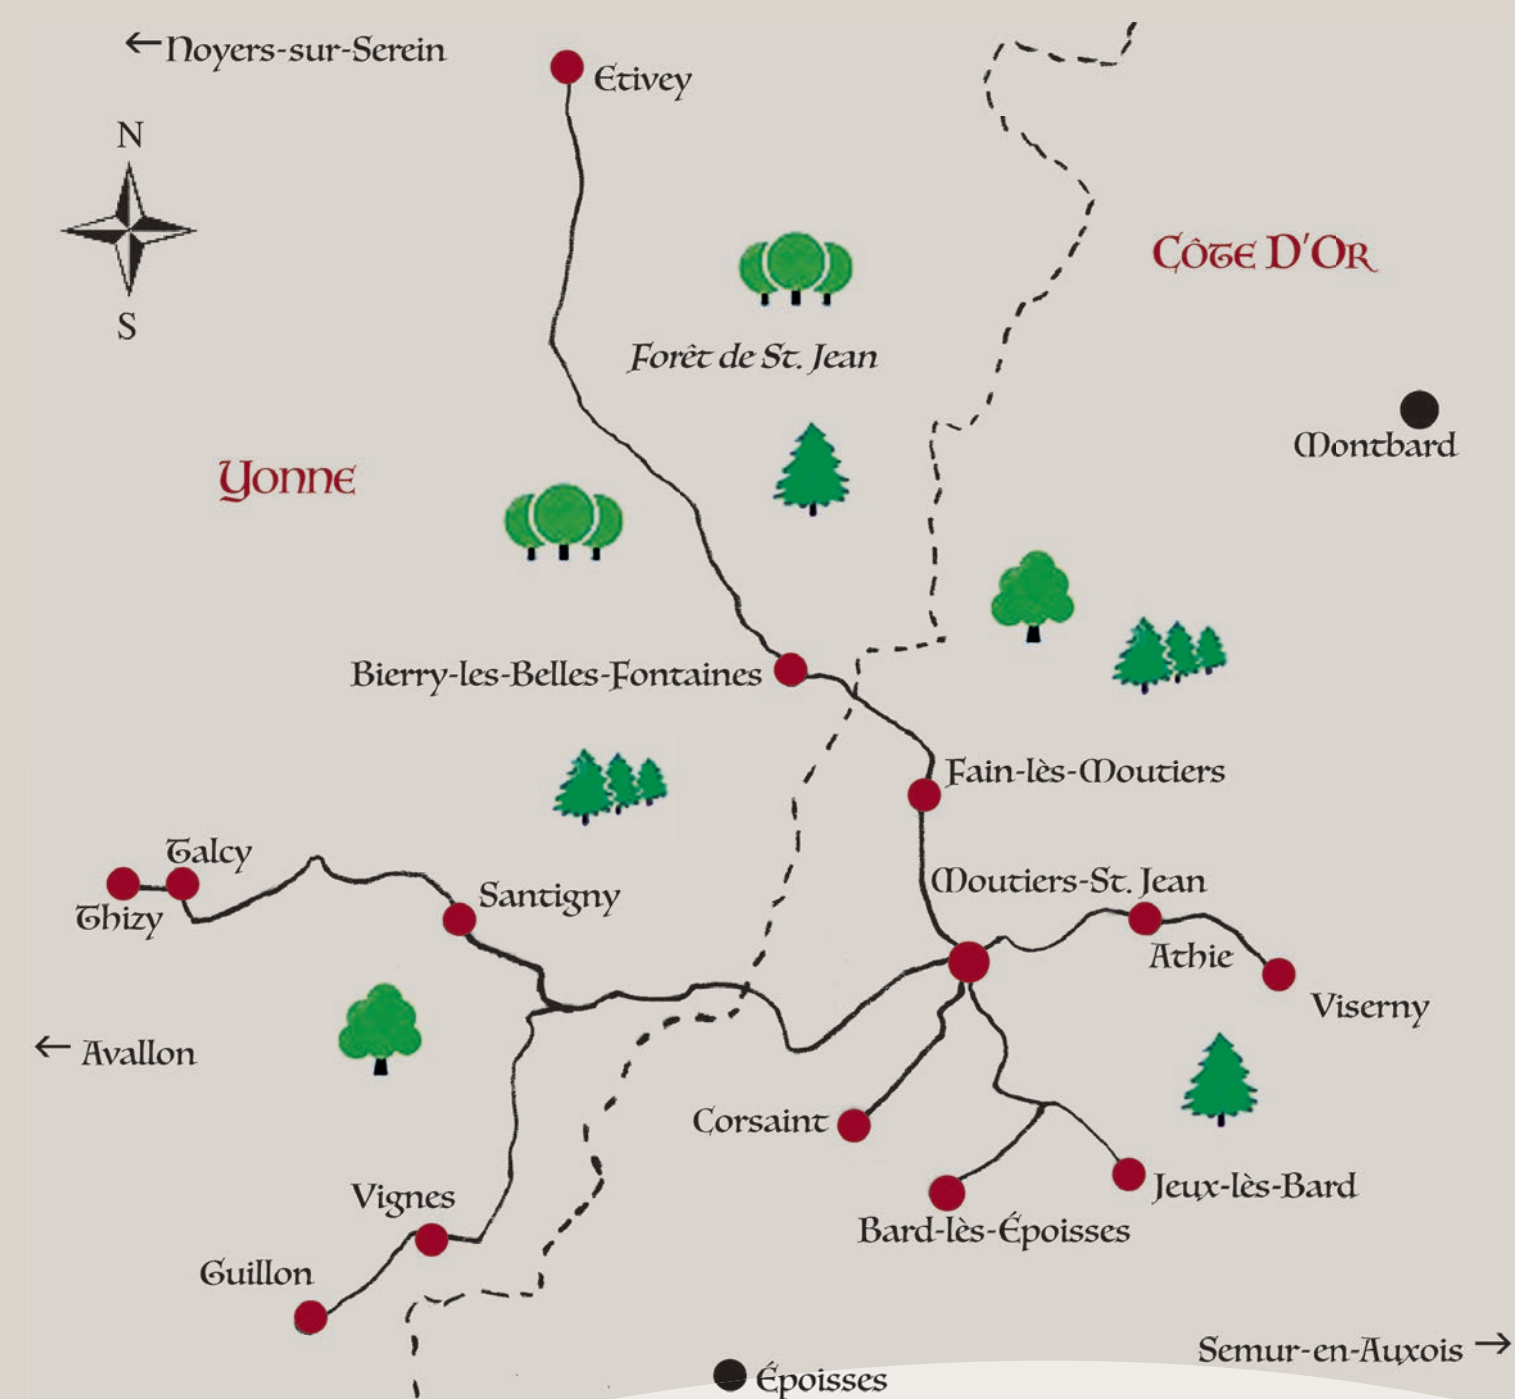 ←Noyers-sur-Serein
Etivey
N
S
CÔTE D'OR
Forêt de St. Jean
Montbard
YONNE
Bierry-les-Belles-Fontaines
Fain-lès-Moutiers
Talcy
Thizy
Santigny
Moutiers-St. Jean
Athie
Viserny
← Avallon
Corsaint
Vignes
Jeux-lès-Bard
Bard-lès-Époisses
Guillon
Semur-en-Auxois →
Époisses